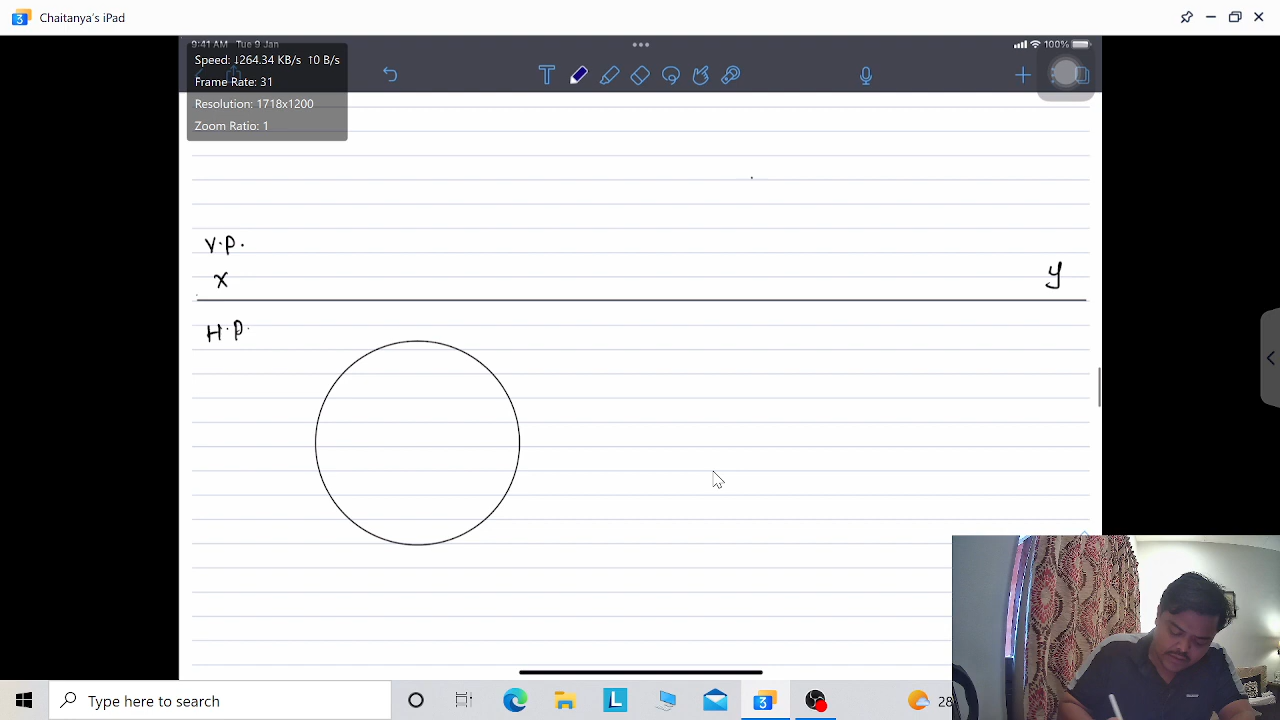 Chaitanya's iPad
9:41 AM Tue 9 Jan
100%
Speed: ↓264.34 KB/s 10 B/s
Frame Rate: 31
Resolution: 1718x1200
Zoom Ratio: 1
V.P.
X
y
H.P.
Type here to search
28